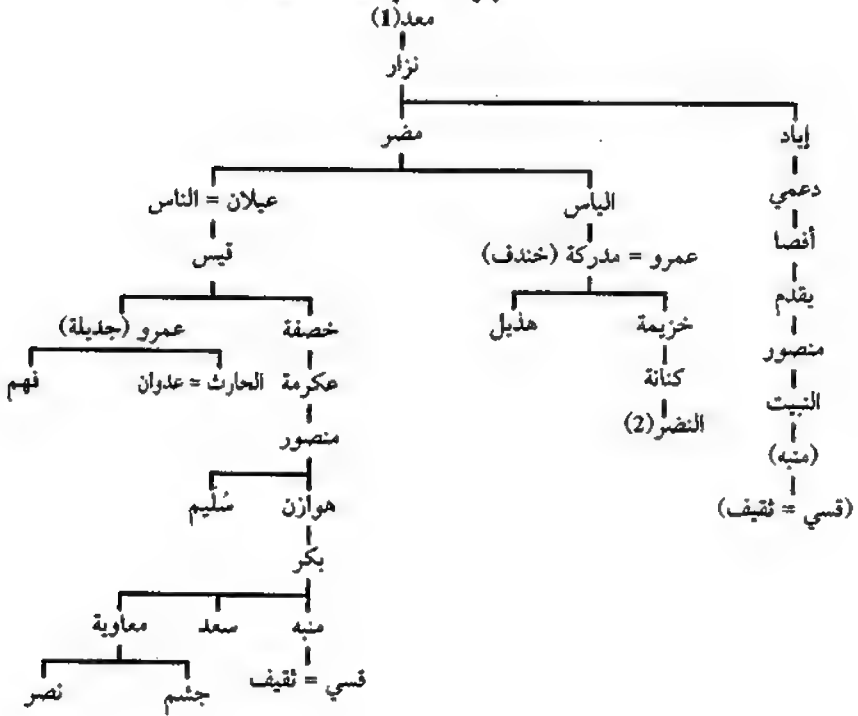 معد(1)
نزار
مضر
إياد
الياس
عيلان = الناس
دعمي
قيس
عمرو = مدركة (خندف)
أفصا
يقدم
خزيمة
هذيل
خصفة
عمرو (جديلة)
منصور
كنانة
عكرمة
الحارث = عدوان
فهم
النبيت
النضر(2)
منصور
(منبه)
هوازن
سُليم
(قسي = ثقيف)
بكر
منبه
سعد
معاوية
قسي = ثقيف
جشم
نصر